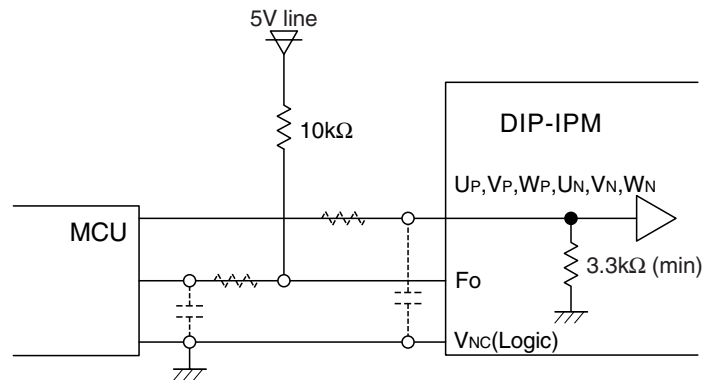 5V line
10kΩ
DIP-IPM
UP,VP,WP,UN,VN,WN
MCU
3.3kΩ (min)
Fo
VNC(Logic)